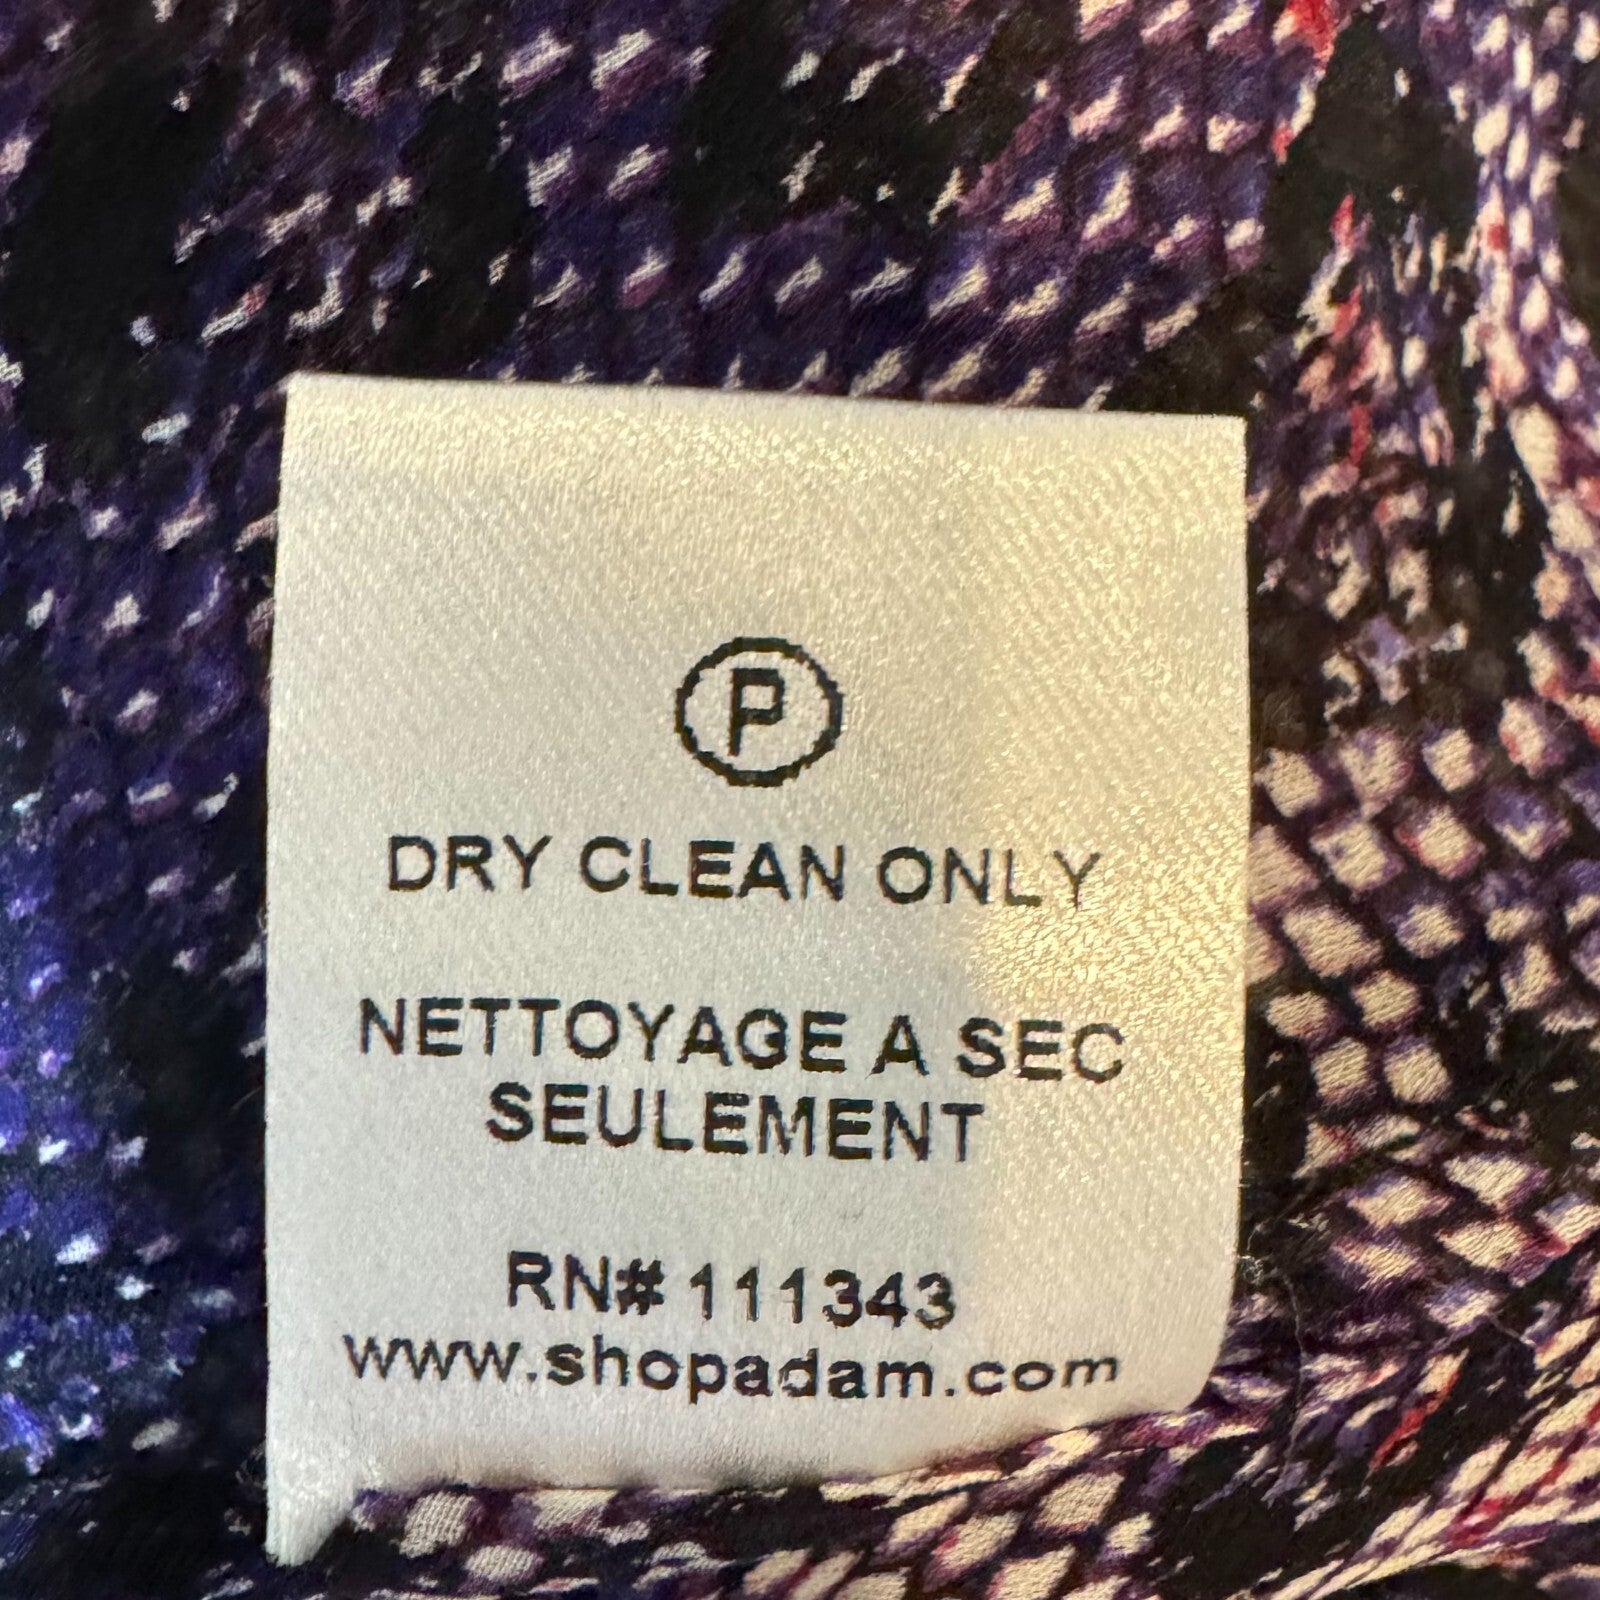 P
DRY CLEAN ONLY
NETTOYAGE A SEC
SEULEMENT
RN# 111343
www.shopadam.com